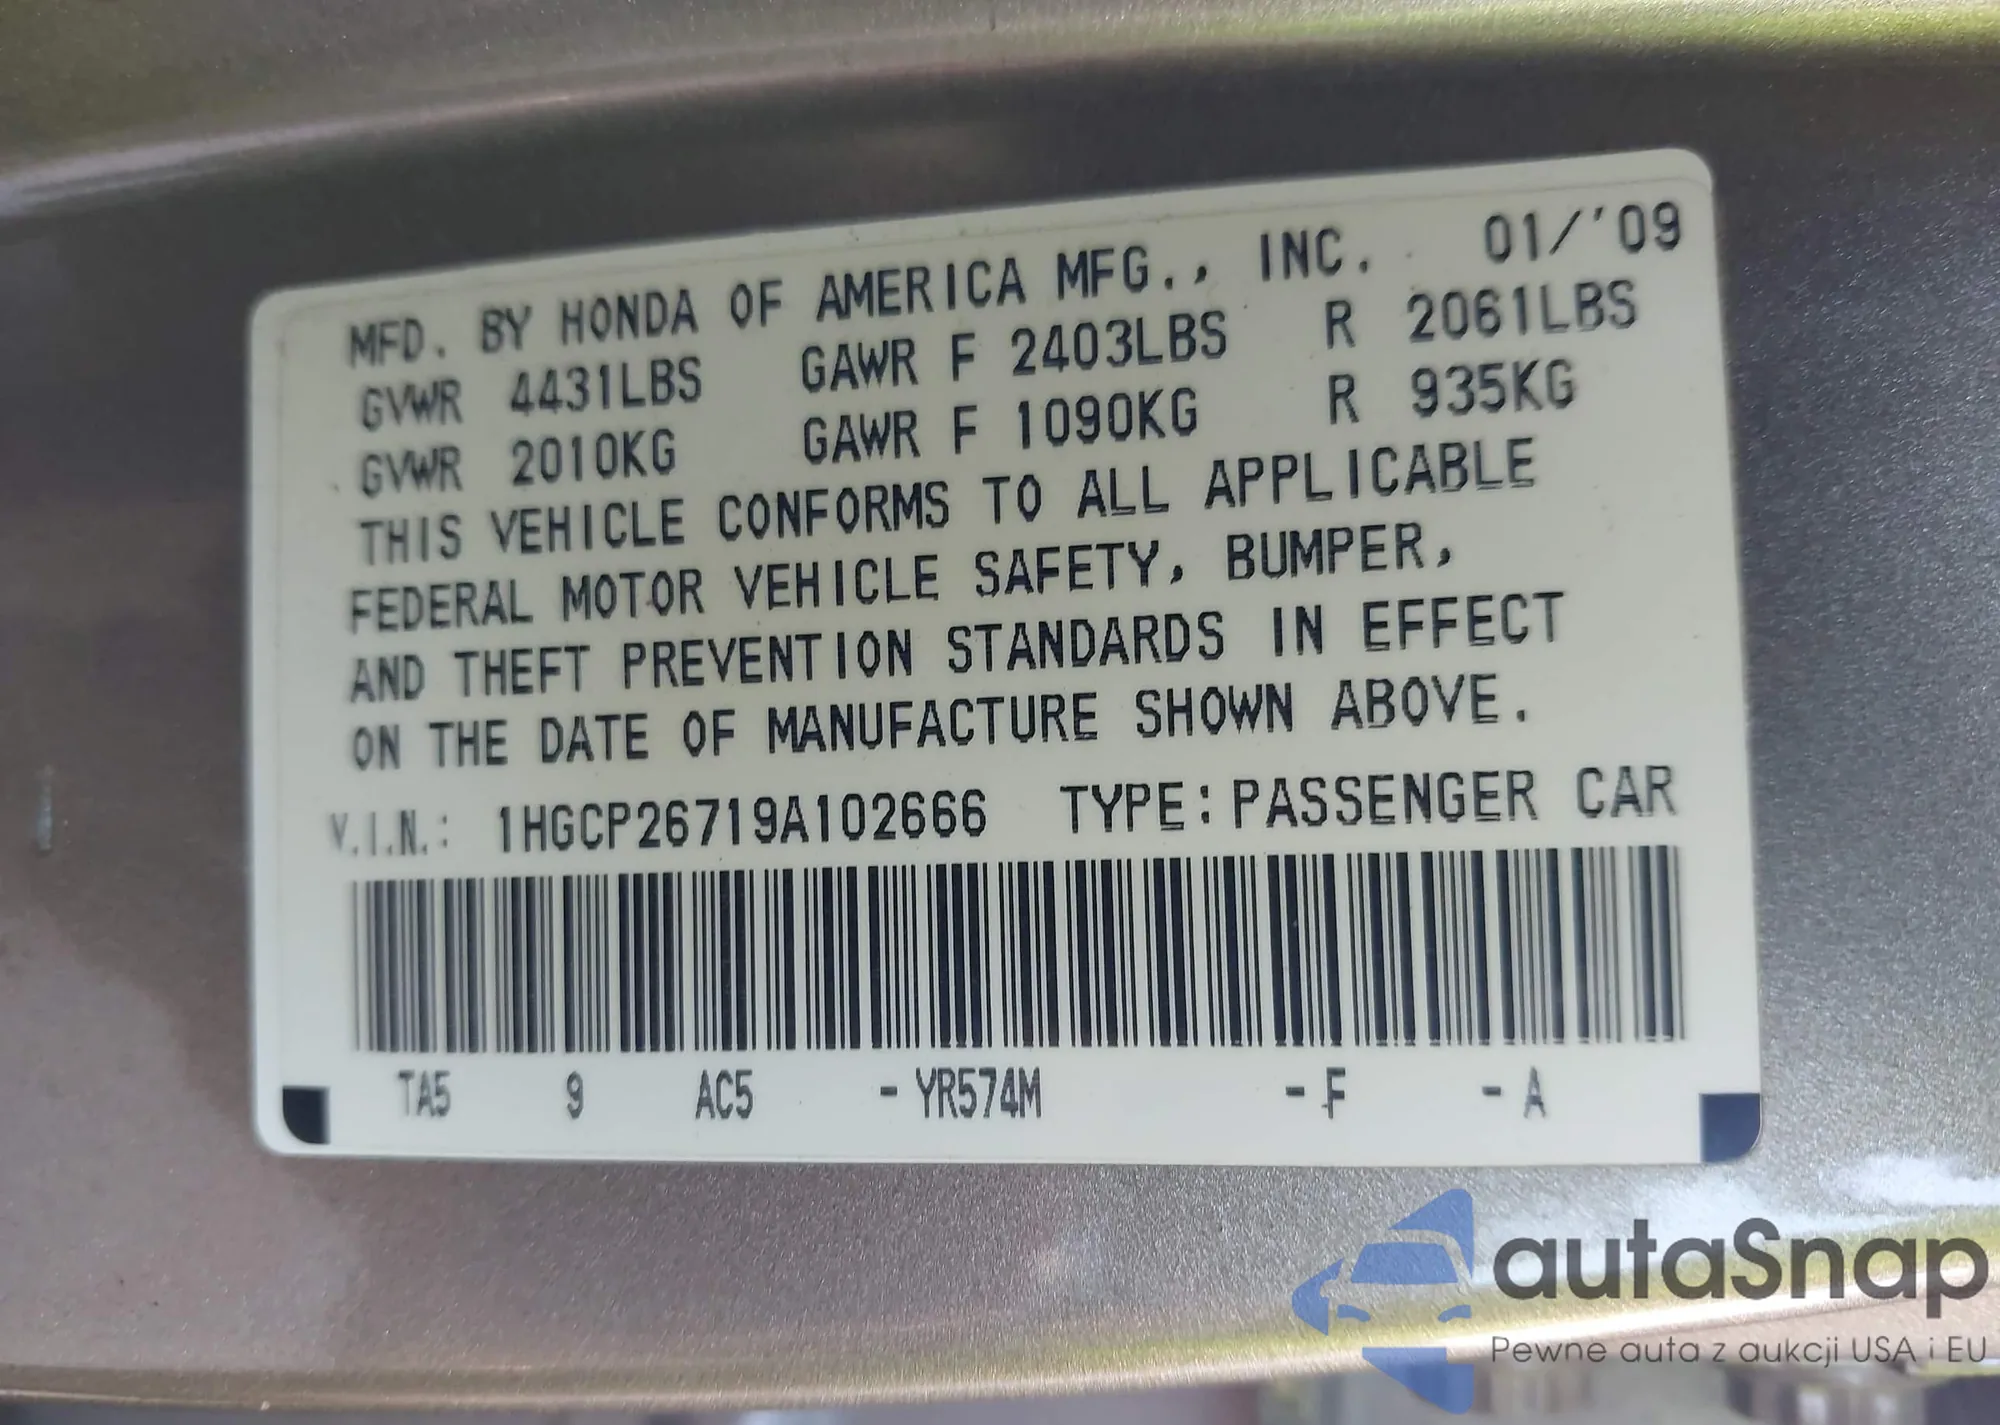 MFD. BY HONDA OF AMERICA MFG., INC. 01/'09
GVWR 4431LBS GAWR F 2403LBS R 2061LBS
GVWR 2010KG GAWR F 1090KG R 935KG
THIS VEHICLE CONFORMS TO ALL APPLICABLE
FEDERAL MOTOR VEHICLE SAFETY, BUMPER,
AND THEFT PREVENTION STANDARDS IN EFFECT
ON THE DATE OF MANUFACTURE SHOWN ABOVE.
V.I.N.: 1HGCP26719A102666 TYPE:PASSENGER CAR
TA5 9 AC5 -YR574M -F -A
autaSnap
Pewne auta z aukcji USA i EU